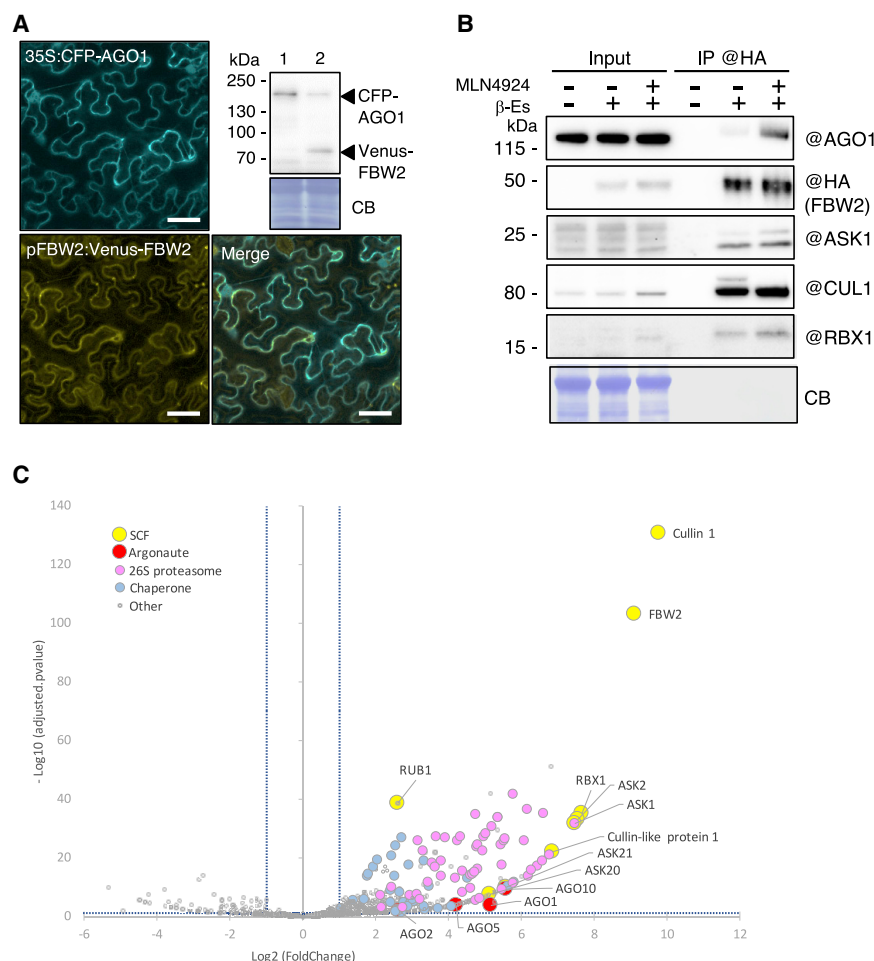 A
35S:CFP-AGO1
kDa
1 2
250 -
130 -
100 -
70 -
CFP-
AGO1
Venus-
FBW2
CB
pFBW2:Venus-FBW2
Merge
B
Input
IP @HA
MLN4924 - - + - - +
β-Es - + + - + +
kDa
115 -
@AGO1
50 -
@HA
(FBW2)
25 -
@ASK1
80 -
@CUL1
15 -
@RBX1
CB
C
140
120
100
80
60
40
20
0
- Log10 (adjusted.pvalue)
SCF
Argonaute
26S proteasome
Chaperone
Other
Cullin 1
FBW2
RUB1
RBX1
ASK2
ASK1
Cullin-like protein 1
ASK21
ASK20
AGO10
AGO1
AGO5
AGO2
-6 -4 -2 0 2 4 6 8 10 12
Log2 (FoldChange)